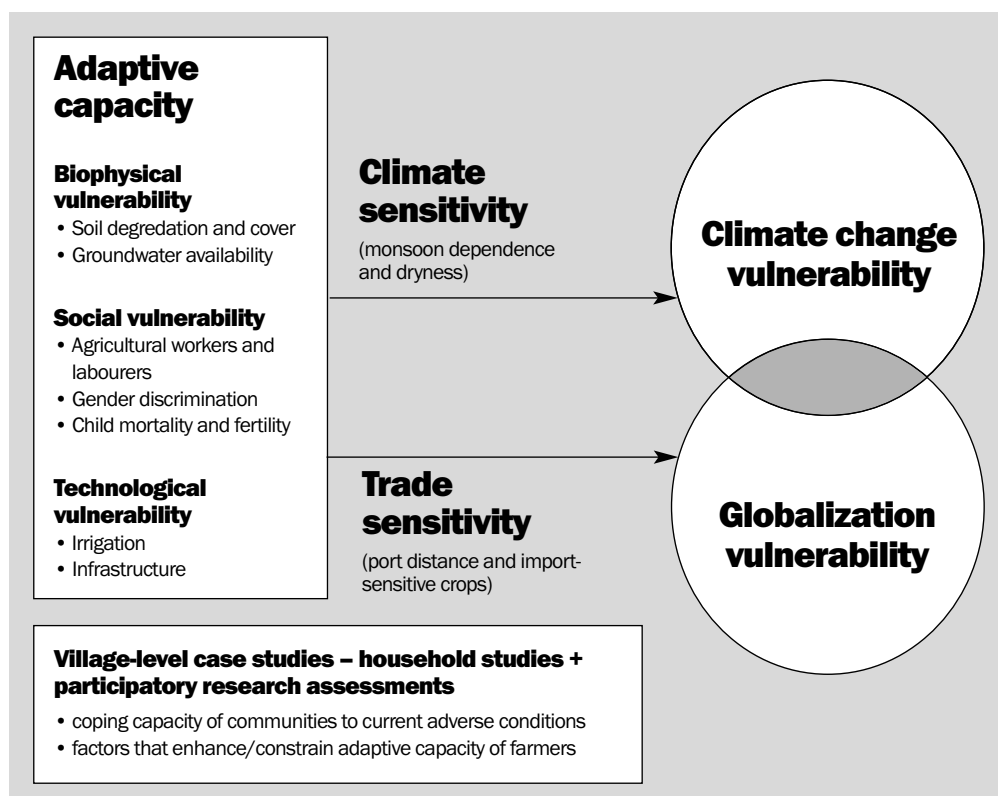 Adaptive
capacity
Biophysical
vulnerability
• Soil degredation and cover
• Groundwater availability
Social vulnerability
• Agricultural workers and
labourers
• Gender discrimination
• Child mortality and fertility
Technological
vulnerability
• Irrigation
• Infrastructure
Climate
sensitivity
(monsoon dependence
and dryness)
Trade
sensitivity
(port distance and import-
sensitive crops)
Climate change
vulnerability
Globalization
vulnerability
Village-level case studies – household studies +
participatory research assessments
• coping capacity of communities to current adverse conditions
• factors that enhance/constrain adaptive capacity of farmers